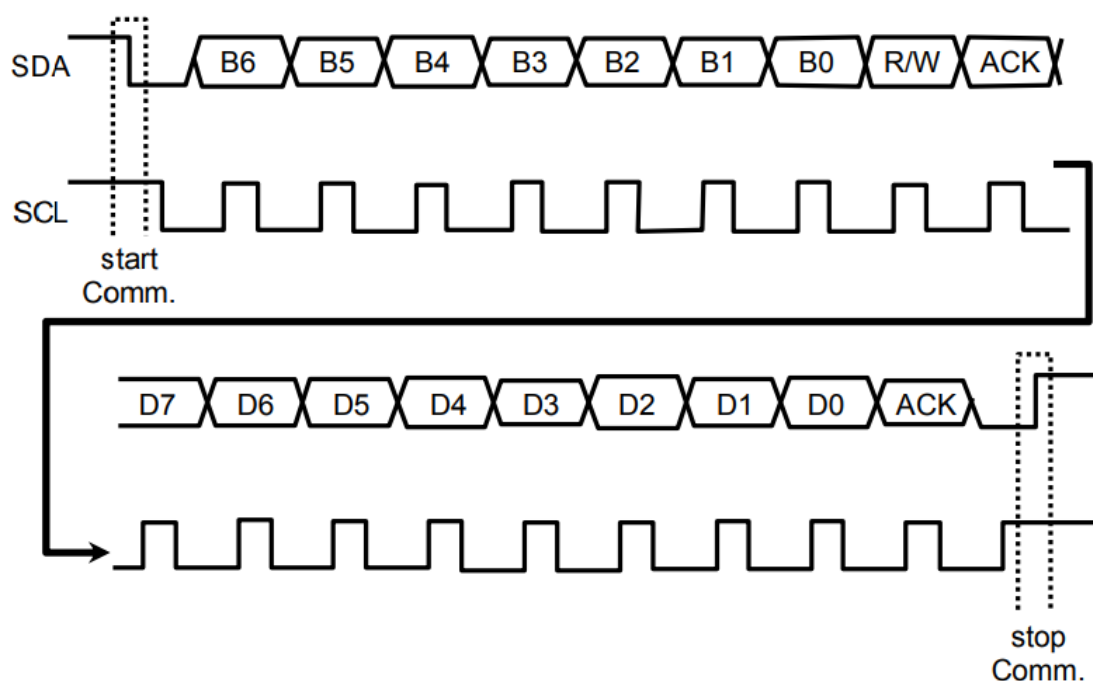 SDA B6 B5 B4 B3 B2 B1 B0 R/W ACK
SCL
start
Comm.
D7 D6 D5 D4 D3 D2 D1 D0 ACK
stop
Comm.